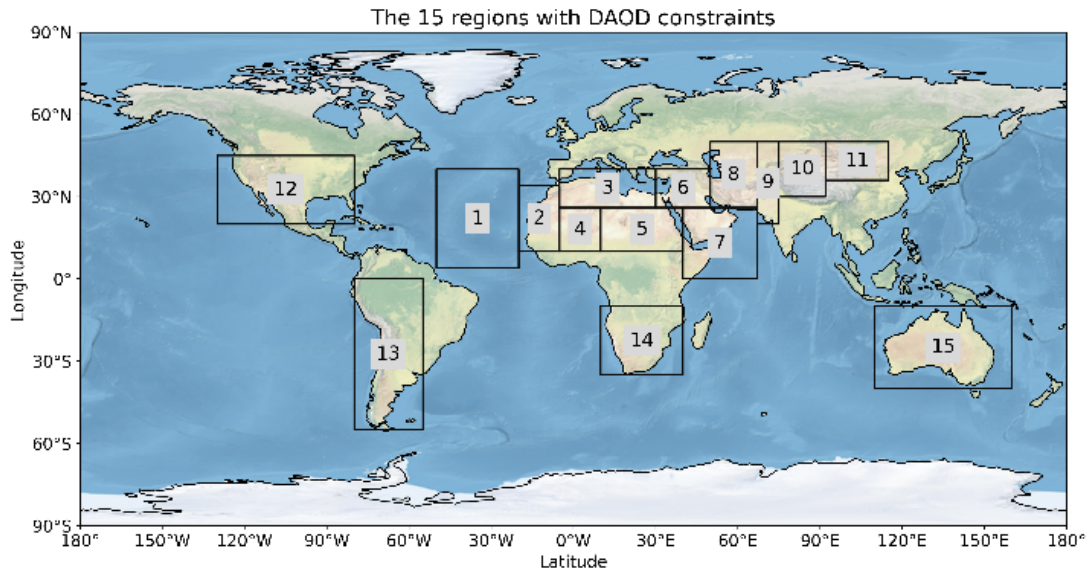 The 15 regions with DAOD constraints
90°N
60°N
30°N
0°
30°S
60°S
90°S
Longitude
1
2
3
4
5
6
7
8
9
10
11
12
13
14
15
180°
150°W
120°W
90°W
60°W
30°W
0°
30°E
60°E
90°E
120°E
150°E
180°
Latitude